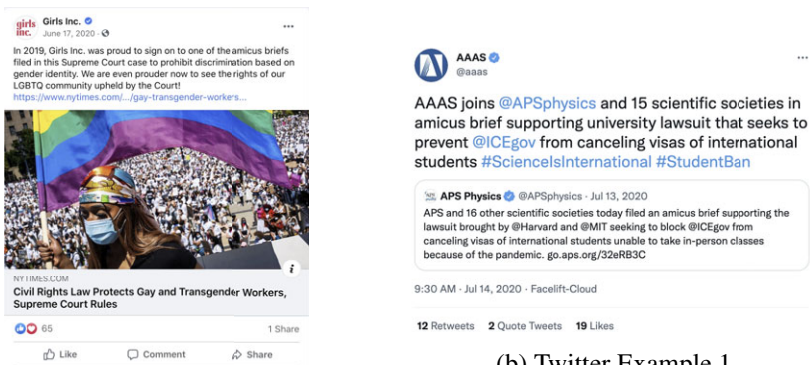 girls inc.
Girls Inc.
June 17, 2020 ·
In 2019, Girls Inc. was proud to sign on to one of the amicus briefs
filed in this Supreme Court case to prohibit discrimination based on
gender identity. We are even prouder now to see the rights of our
LGBTQ community upheld by the Court!
https://www.nytimes.com/.../gay-transgender-workers...
NYTIMES.COM
Civil Rights Law Protects Gay and Transgender Workers,
Supreme Court Rules
65
1 Share
Like Comment Share
AAAS
@aaas
AAAS joins @APSphysics and 15 scientific societies in
amicus brief supporting university lawsuit that seeks to
prevent @ICEgov from canceling visas of international
students #ScienceIsInternational #StudentBan
APS Physics @APSphysics · Jul 13, 2020
APS and 16 other scientific societies today filed an amicus brief supporting the
lawsuit brought by @Harvard and @MIT seeking to block @ICEgov from
canceling visas of international students unable to take in-person classes
because of the pandemic. go.aps.org/32eRB3C
9:30 AM · Jul 14, 2020 · Facelift-Cloud
12 Retweets 2 Quote Tweets 19 Likes
(b) Twitter Example 1